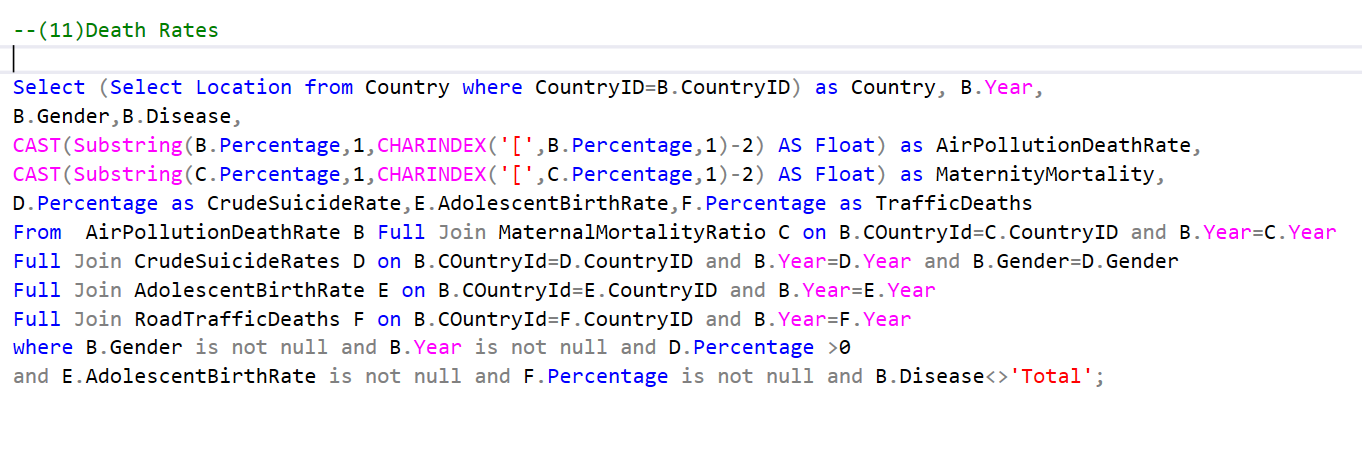 --(11)Death Rates
Select (Select Location from Country where CountryID=B.CountryID) as Country, B.Year,
B.Gender,B.Disease,
CAST(Substring(B.Percentage,1,CHARINDEX('[',B.Percentage,1)-2) AS Float) as AirPollutionDeathRate,
CAST(Substring(C.Percentage,1,CHARINDEX('[',C.Percentage,1)-2) AS Float) as MaternityMortality,
D.Percentage as CrudeSuicideRate,E.AdolescentBirthRate,F.Percentage as TrafficDeaths
From  AirPollutionDeathRate B Full Join MaternalMortalityRatio C on B.COuntryId=C.CountryID and B.Year=C.Year
Full Join CrudeSuicideRates D on B.COuntryId=D.CountryID and B.Year=D.Year and B.Gender=D.Gender
Full Join AdolescentBirthRate E on B.COuntryId=E.CountryID and B.Year=E.Year
Full Join RoadTrafficDeaths F on B.COuntryId=F.CountryID and B.Year=F.Year
where B.Gender is not null and B.Year is not null and D.Percentage >0
and E.AdolescentBirthRate is not null and F.Percentage is not null and B.Disease<>'Total';